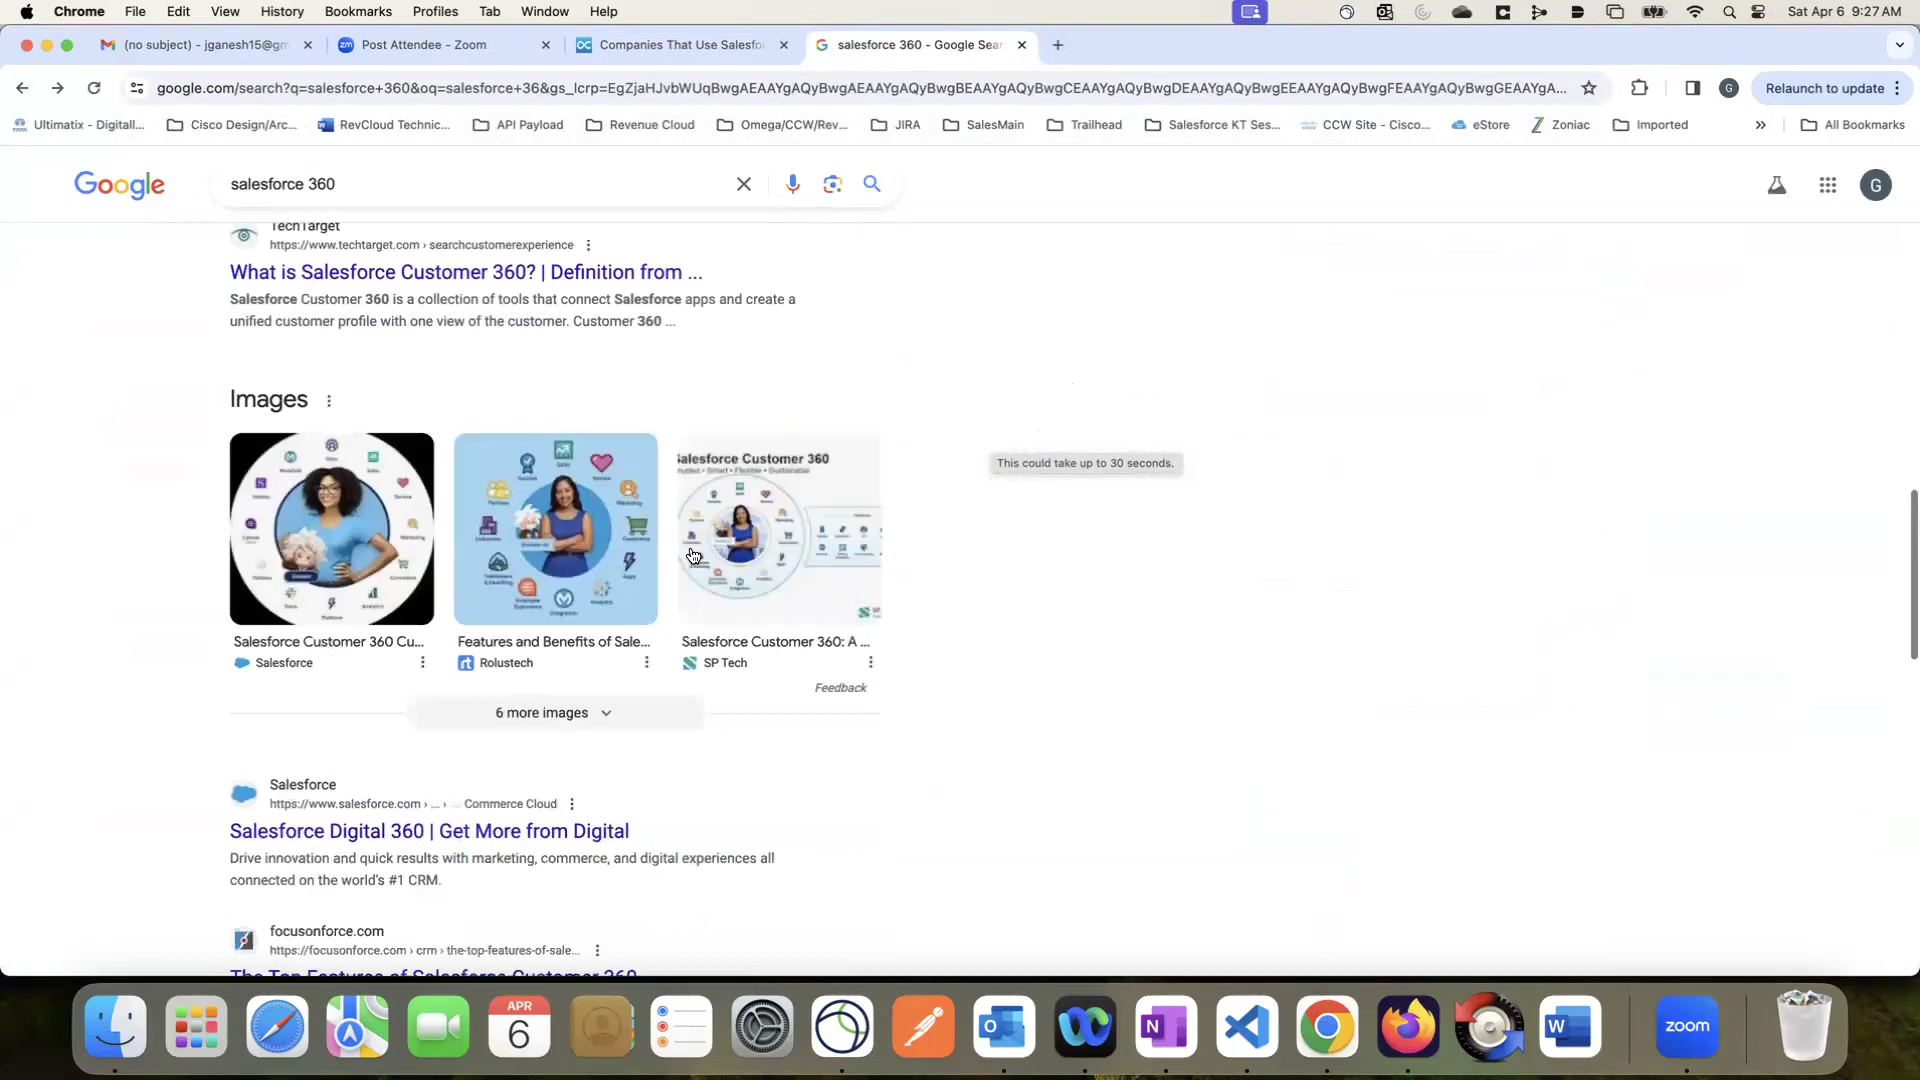 Chrome File Edit View History Bookmarks Profiles Tab Window Help Sat Apr 6 9:27 AM
(no subject) - jganesh15@gm Post Attendee - Zoom Companies That Use Salesfo salesforce 360 - Google Sear
google.com/search?q=salesforce+360&oq=salesforce+36&gs_lcrp=EgZjaHJvbWUqBwgAEAAYgAQyBwgAEAAYgAQyBwgBEAAYgAQyBwgCEAAYgAQyBwgDEAAYgAQyBwgEEAAYgAQyBwgFEAAYgAQyBwgGEAAYgA... G Relaunch to update
Ultimatix - Digitall... Cisco Design/Arc... RevCloud Technic... API Payload Revenue Cloud Omega/CCW/Rev... JIRA SalesMain Trailhead Salesforce KT Ses... CCW Site - Cisco... eStore Zoniac Imported » All Bookmarks
Google salesforce 360 G
TechTarget
https://www.techtarget.com › searchcustomerexperience
What is Salesforce Customer 360? | Definition from ...
Salesforce Customer 360 is a collection of tools that connect Salesforce apps and create a
unified customer profile with one view of the customer. Customer 360 ...
Images
Salesforce Customer 360
This could take up to 30 seconds.
Salesforce Customer 360 Cu... Features and Benefits of Sale... Salesforce Customer 360: A ...
Salesforce Rolustech SP Tech
Feedback
6 more images
Salesforce
https://www.salesforce.com › ... › Commerce Cloud
Salesforce Digital 360 | Get More from Digital
Drive innovation and quick results with marketing, commerce, and digital experiences all
connected on the world's #1 CRM.
focusonforce.com
https://focusonforce.com › crm › the-top-features-of-sale...
The Top Features of Salesforce Customer 360
APR
6
zoom